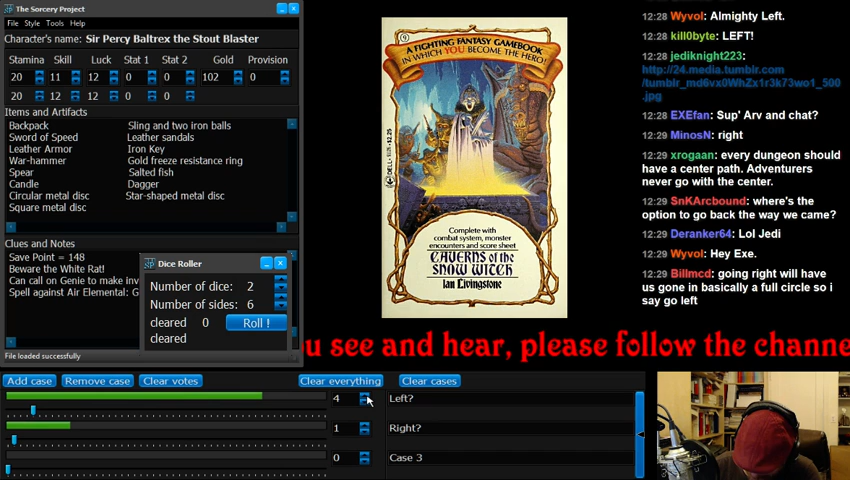 The Sorcery Project
File Style Tools Help
Character's name: Sir Percy Baltrex the Stout Blaster
Stamina Skill Luck Stat 1 Stat 2 Gold Provision
20 11 12 0 0 102 0
20 12 12 0 0
Items and Artifacts
Backpack Sling and two iron balls
Sword of Speed Leather sandals
Leather Armor Iron Key
War-hammer Gold freeze resistance ring
Spear Salted fish
Candle Dagger
Circular metal disc Star-shaped metal disc
Square metal disc
Clues and Notes
Save Point = 148
Beware the White Rat!
Can call on Genie to make inv
Spell against Air Elemental: G
File loaded successfully
Dice Roller
Number of dice: 2
Number of sides: 6
cleared 0 Roll !
cleared
A FIGHTING FANTASY GAMEBOOK
IN WHICH YOU BECOME THE HERO!
9
DELL
Complete with
combat system, monster
encounters and score sheet
CAVERNS of the
SNOW WITCH
Ian Livingstone
12:28 Wyvol: Almighty Left.
12:28 kill0byte: LEFT!
12:28 jediknight223:
http://24.media.tumblr.com
/tumblr_md6vx0WhZx1r3k73wo1_500
.jpg
12:28 EXEfan: Sup' Arv and chat?
12:29 MinosN: right
12:29 xrogaan: every dungeon should
have a center path. Adventurers
never go with the center.
12:29 SnKArcbound: where's the
option to go back the way we came?
12:29 Deranker64: Lol Jedi
12:29 Wyvol: Hey Exe.
12:29 Billmcd: going right will have
us gone in basically a full circle so i
say go left
u see and hear, please follow the channe
Add case Remove case Clear votes Clear everything Clear cases
4 Left?
1 Right?
0 Case 3